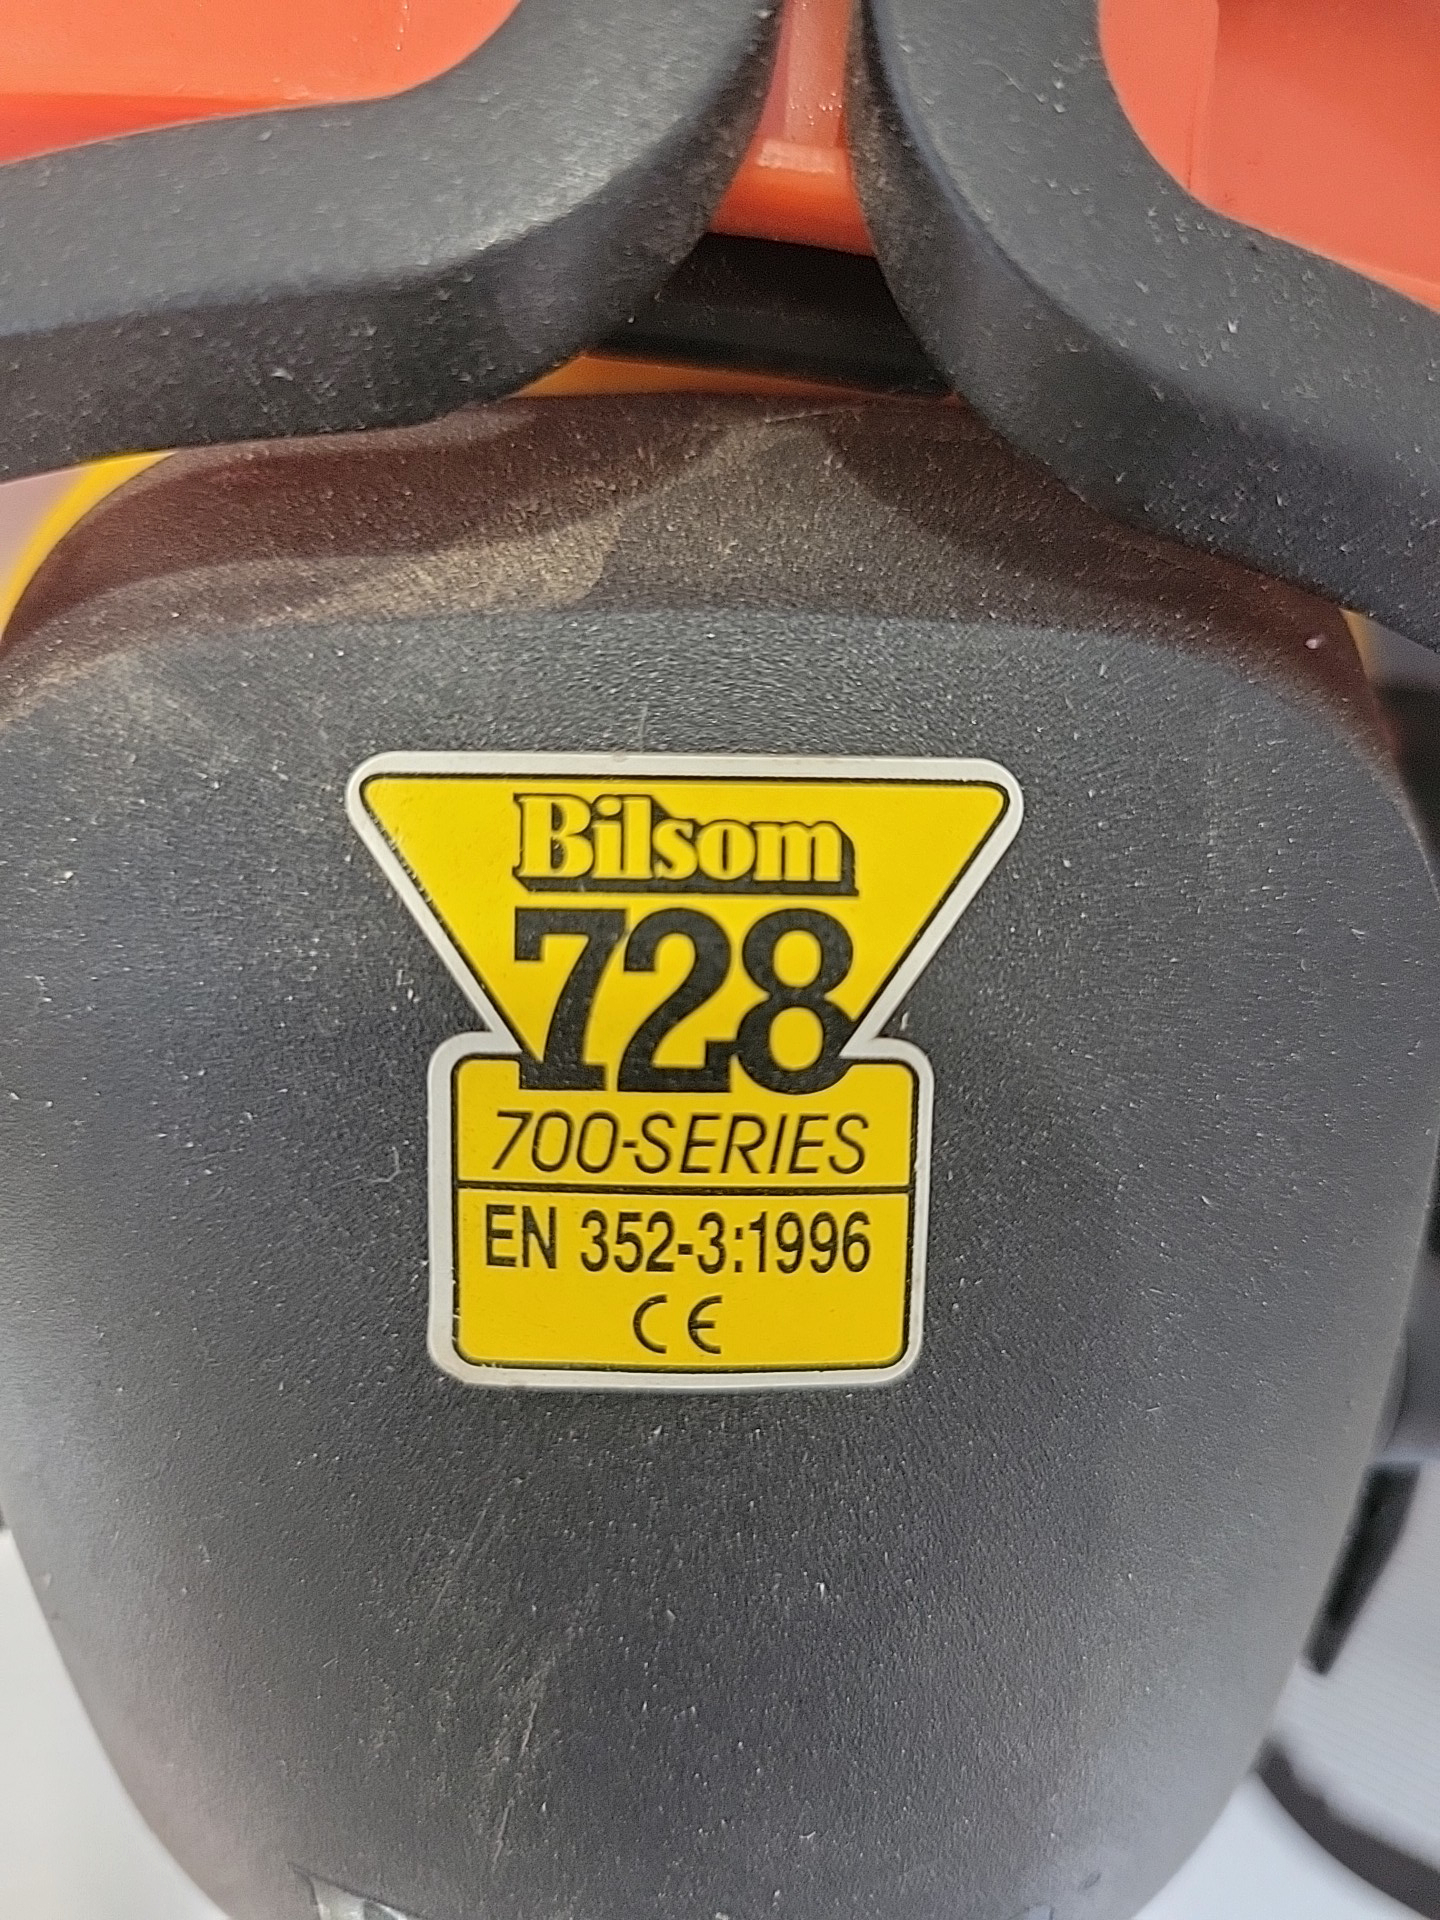 Bilsom
728
700-SERIES
EN 352-3:1996
CE